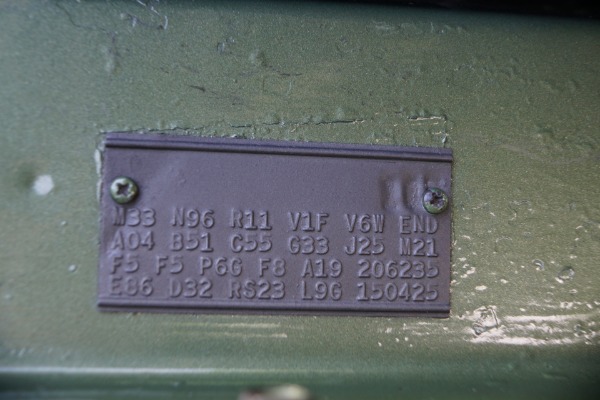 M33 N96 R11 V1F V6W END
A04 B51 C55 G33 J25 M21
F5 F5 P6G F8 A19 206235
E86 D32 RS23 L9G 150425